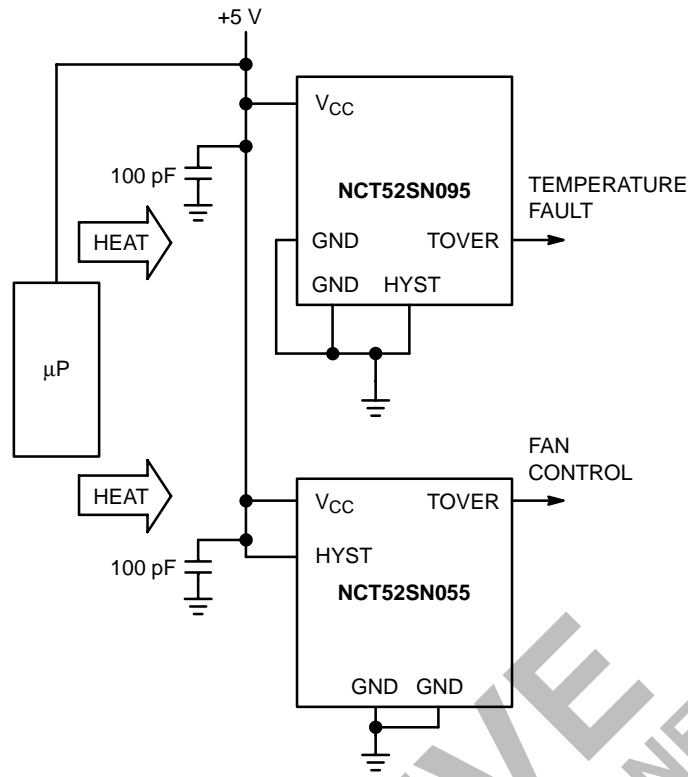 +5 V
VCC
100 pF
NCT52SN095
TEMPERATURE
FAULT
HEAT
GND
TOVER
GND
HYST
μP
FAN
CONTROL
HEAT
VCC
TOVER
HYST
100 pF
NCT52SN055
GND
GND